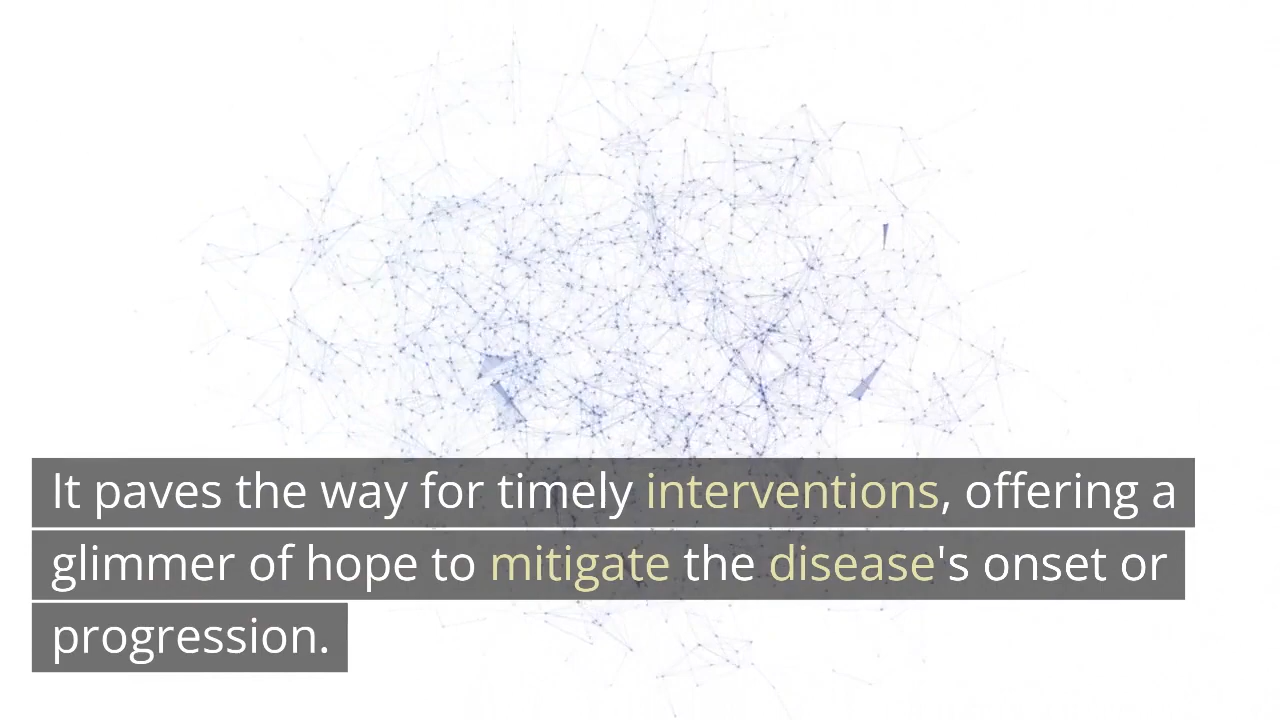 It paves the way for timely interventions, offering a
glimmer of hope to mitigate the disease's onset or
progression.